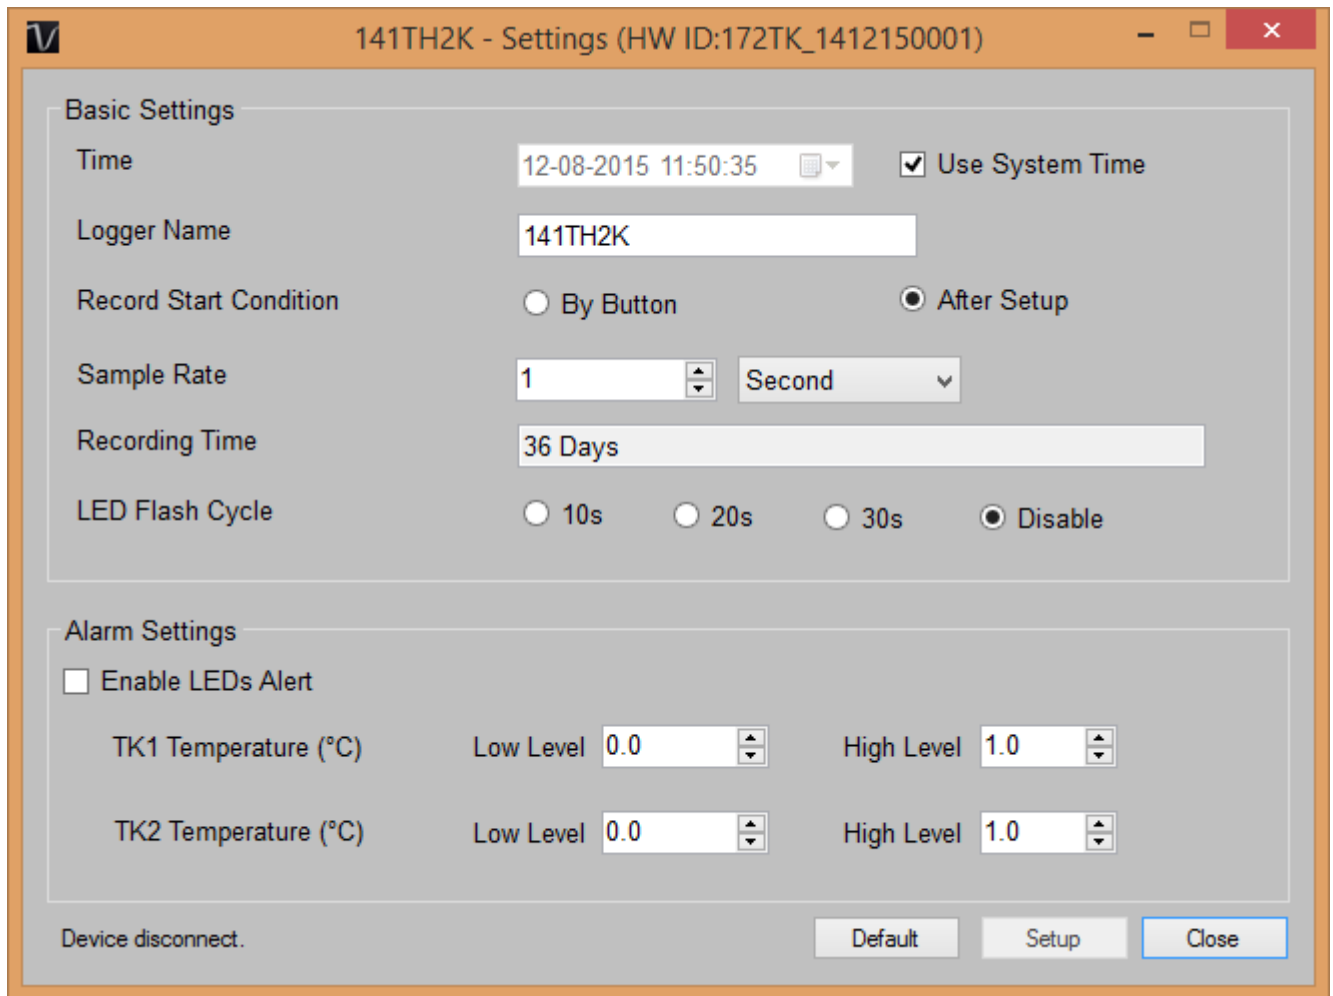 141TH2K - Settings (HW ID:172TK_1412150001)
Basic Settings
Time 12-08-2015 11:50:35 Use System Time
Logger Name 141TH2K
Record Start Condition By Button After Setup
Sample Rate 1 Second
Recording Time 36 Days
LED Flash Cycle 10s 20s 30s Disable
Alarm Settings
Enable LEDs Alert
TK1 Temperature (°C) Low Level 0.0 High Level 1.0
TK2 Temperature (°C) Low Level 0.0 High Level 1.0
Device disconnect. Default Setup Close